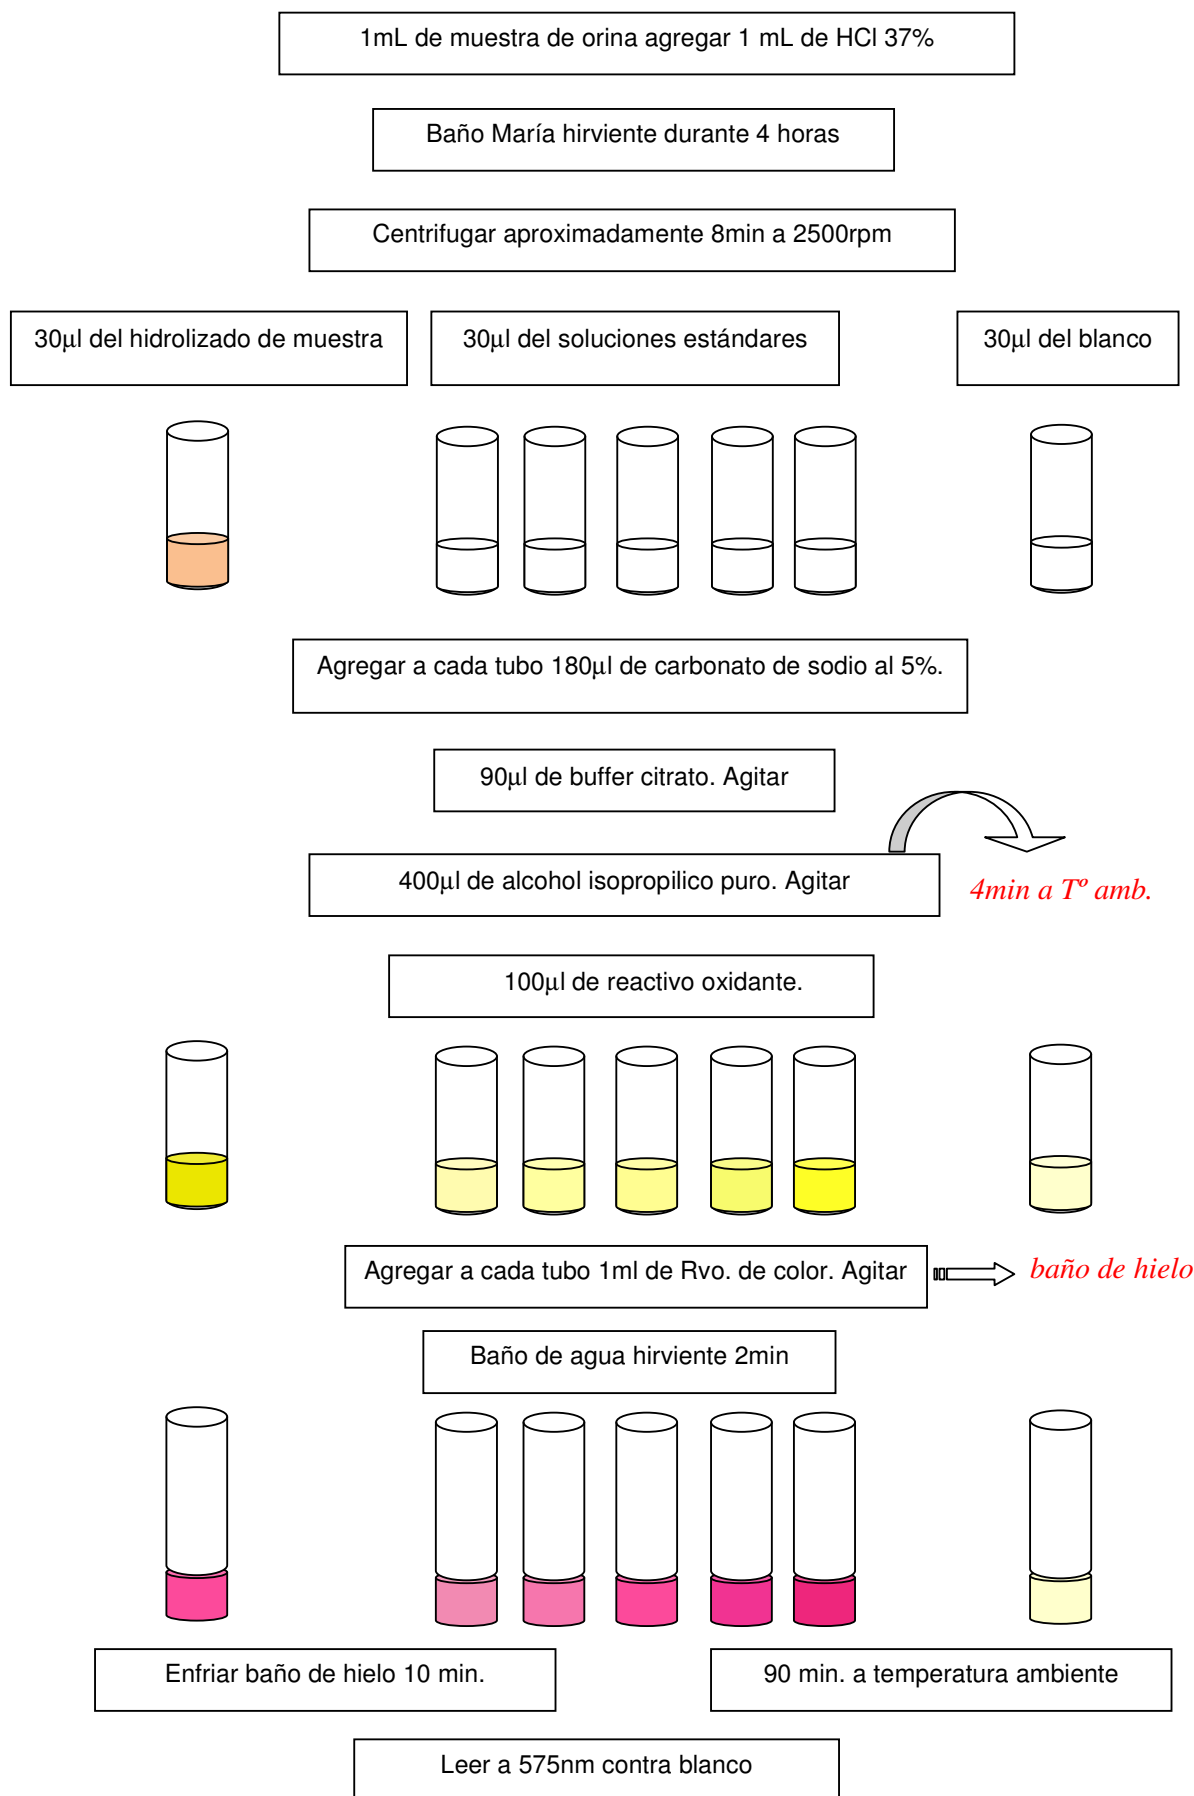 1mL de muestra de orina agregar 1 mL de HCl 37%
Baño María hirviente durante 4 horas
Centrifugar aproximadamente 8min a 2500rpm
30μl del hidrolizado de muestra
30μl del soluciones estándares
30μl del blanco
Agregar a cada tubo 180μl de carbonato de sodio al 5%.
90μl de buffer citrato. Agitar
400μl de alcohol isopropilico puro. Agitar
4min a Tº amb.
100μl de reactivo oxidante.
Agregar a cada tubo 1ml de Rvo. de color. Agitar
baño de hielo
Baño de agua hirviente 2min
Enfriar baño de hielo 10 min.
90 min. a temperatura ambiente
Leer a 575nm contra blanco